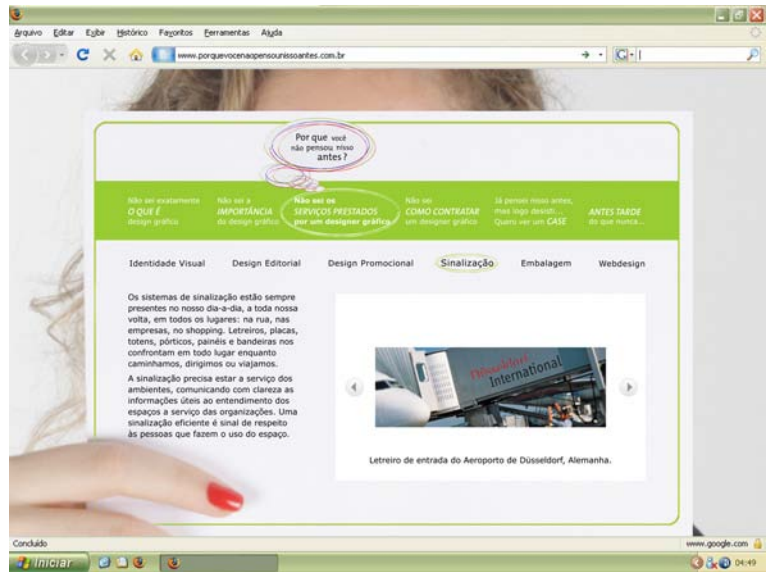 Arquivo Editar Exibir Histórico Favoritos Ferramentas Ajuda
www.porquevocenaopensounissoantes.com.br
Por que você
não pensou nisso
antes?
Não sei exatamente
O QUE É
design gráfico
Não sei a
IMPORTÂNCIA
do design gráfico
Não sei os
SERVIÇOS PRESTADOS
por um designer gráfico
Não sei
COMO CONTRATAR
um designer gráfico
Já pensei nisso antes,
mas logo desisti...
Quero ver um CASE
ANTES TARDE
do que nunca...
Identidade Visual Design Editorial Design Promocional Sinalização Embalagem Webdesign
Os sistemas de sinalização estão sempre
presentes no nosso dia-a-dia, a toda nossa
volta, em todos os lugares: na rua, nas
empresas, no shopping. Letreiros, placas,
totens, pórticos, painéis e bandeiras nos
confrontam em todo lugar enquanto
caminhamos, dirigimos ou viajamos.
A sinalização precisa estar a serviço dos
ambientes, comunicando com clareza as
informações úteis ao entendimento dos
espaços a serviço das organizações. Uma
sinalização eficiente é sinal de respeito
às pessoas que fazem o uso do espaço.
Düsseldorf
International
Letreiro de entrada do Aeroporto de Düsseldorf, Alemanha.
Concluído
www.google.com
Iniciar
04:49